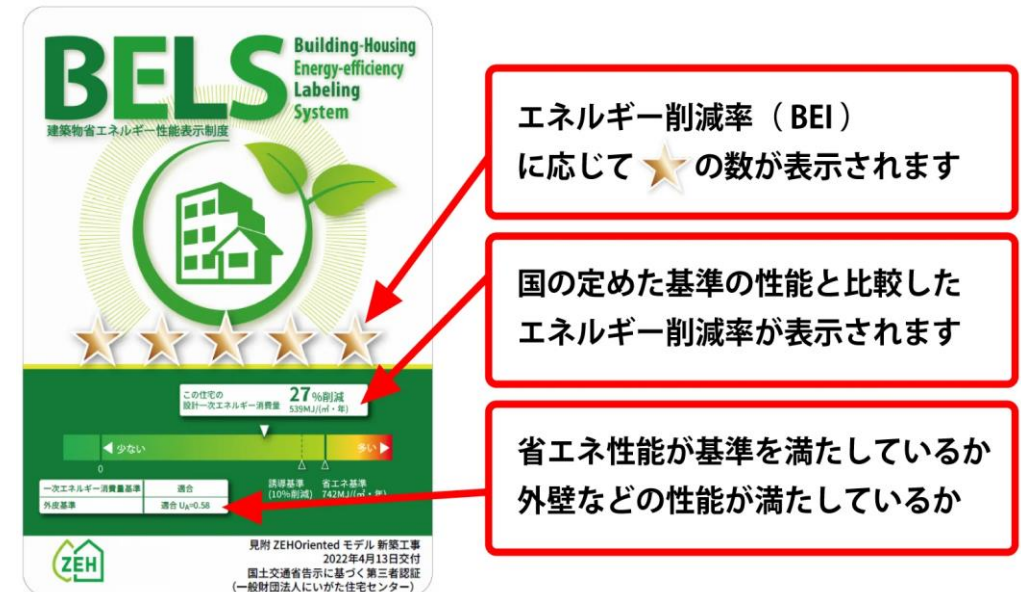 BELS
Building-Housing
Energy-efficiency
Labeling
System
建築物省エネルギー性能表示制度
この住宅の
設計一次エネルギー消費量
27%削減
539MJ/(㎡・年)
少ない
多い
0
誘導基準
(10%削減)
省エネ基準
742MJ/(㎡・年)
一次エネルギー消費量基準 適合
外皮基準 適合 UA=0.58
ZEH
見附 ZEHOriented モデル 新築工事
2022年4月13日交付
国土交通省告示に基づく第三者認証
(一般財団法人にいがた住宅センター)
エネルギー削減率（BEI）
に応じて の数が表示されます
国の定めた基準の性能と比較した
エネルギー削減率が表示されます
省エネ性能が基準を満たしているか
外壁などの性能が満たしているか